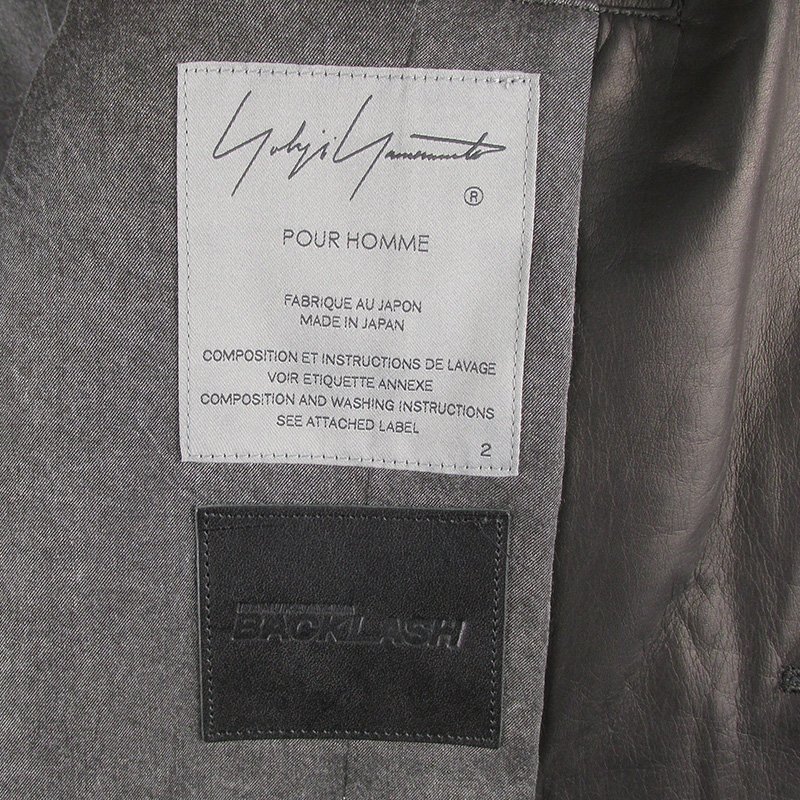 Yohji Yamamoto
®
POUR HOMME
FABRIQUE AU JAPON
MADE IN JAPAN
COMPOSITION ET INSTRUCTIONS DE LAVAGE
VOIR ETIQUETTE ANNEXE
COMPOSITION AND WASHING INSTRUCTIONS
SEE ATTACHED LABEL
2
BACKLASH